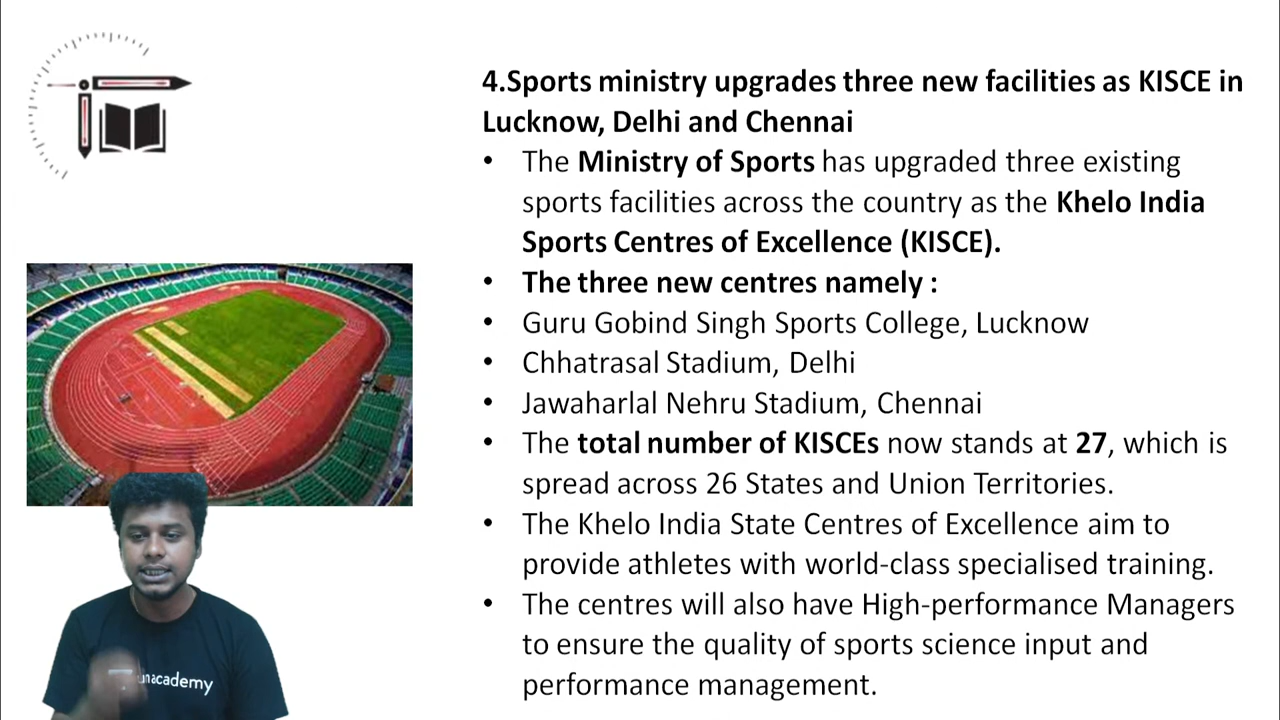 4.Sports ministry upgrades three new facilities as KISCE in
Lucknow, Delhi and Chennai
• The Ministry of Sports has upgraded three existing
sports facilities across the country as the Khelo India
Sports Centres of Excellence (KISCE).
• The three new centres namely :
• Guru Gobind Singh Sports College, Lucknow
• Chhatrasal Stadium, Delhi
• Jawaharlal Nehru Stadium, Chennai
• The total number of KISCEs now stands at 27, which is
spread across 26 States and Union Territories.
• The Khelo India State Centres of Excellence aim to
provide athletes with world-class specialised training.
• The centres will also have High-performance Managers
to ensure the quality of sports science input and
performance management.
unacademy